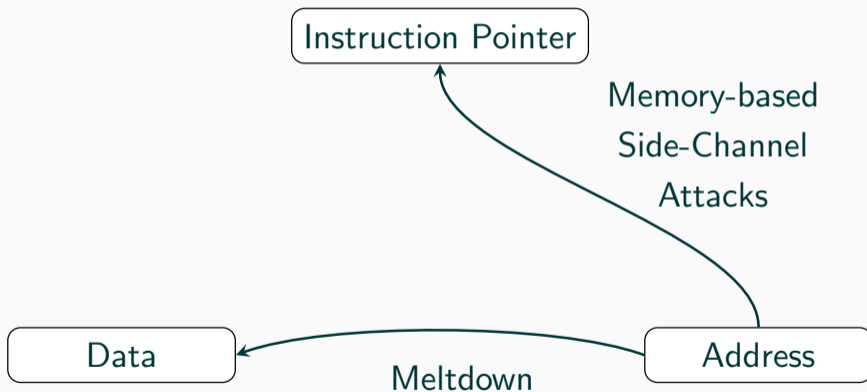 Instruction Pointer
Memory-based
Side-Channel
Attacks
Data
Address
Meltdown